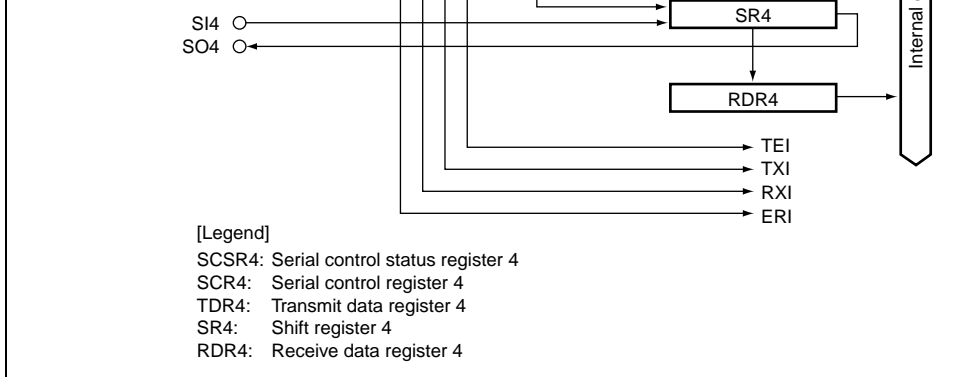 SR4
SI4
SO4
Internal
RDR4
TEI
TXI
RXI
ERI
[Legend]
SCSR4: Serial control status register 4
SCR4: Serial control register 4
TDR4: Transmit data register 4
SR4: Shift register 4
RDR4: Receive data register 4